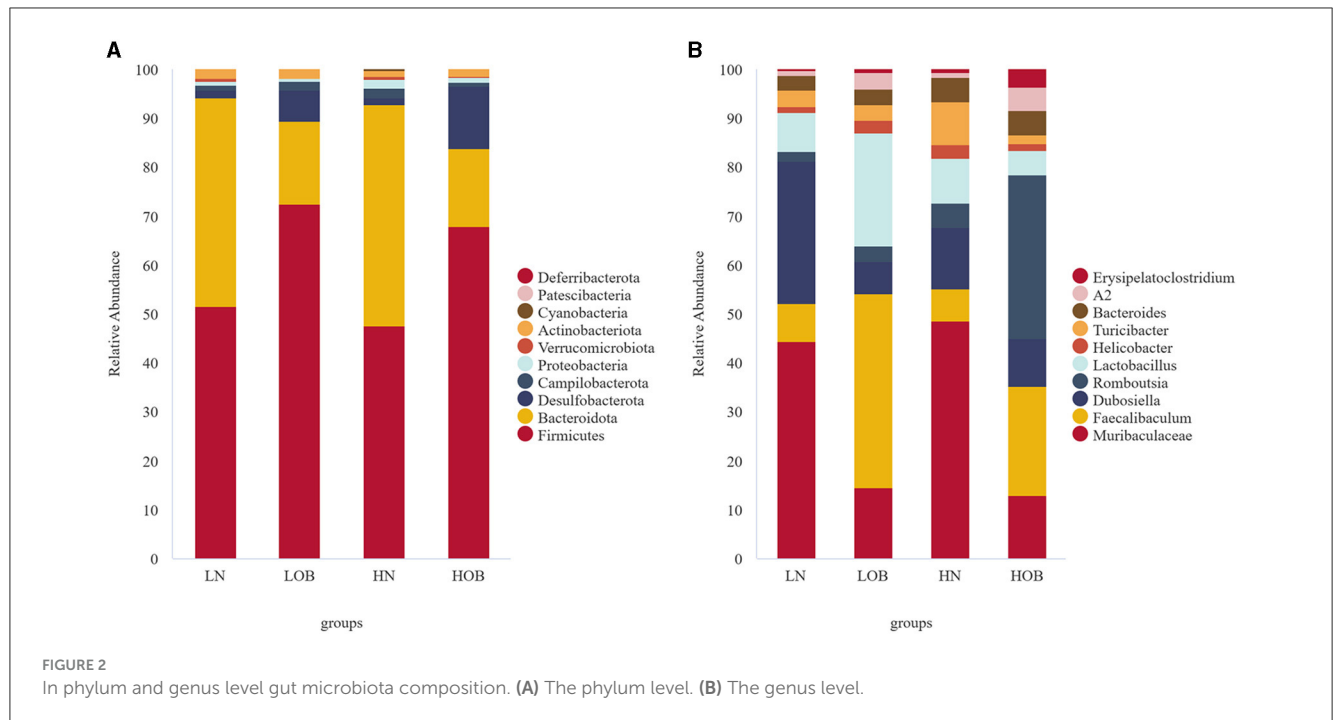 A
100
90
80
70
60
50
40
30
20
10
0
Relative Abundance
LN LOB HN HOB
groups
Deferribacterota
Patescibacteria
Cyanobacteria
Actinobacteriota
Verrucomicrobiota
Proteobacteria
Campilobacterota
Desulfobacterota
Bacteroidota
Firmicutes
B
100
90
80
70
60
50
40
30
20
10
0
Relative Abundance
LN LOB HN HOB
groups
Erysipelatoclostridium
A2
Bacteroides
Turicibacter
Helicobacter
Lactobacillus
Romboutsia
Dubosiella
Faecalibaculum
Muribaculaceae
FIGURE 2
In phylum and genus level gut microbiota composition. (A) The phylum level. (B) The genus level.